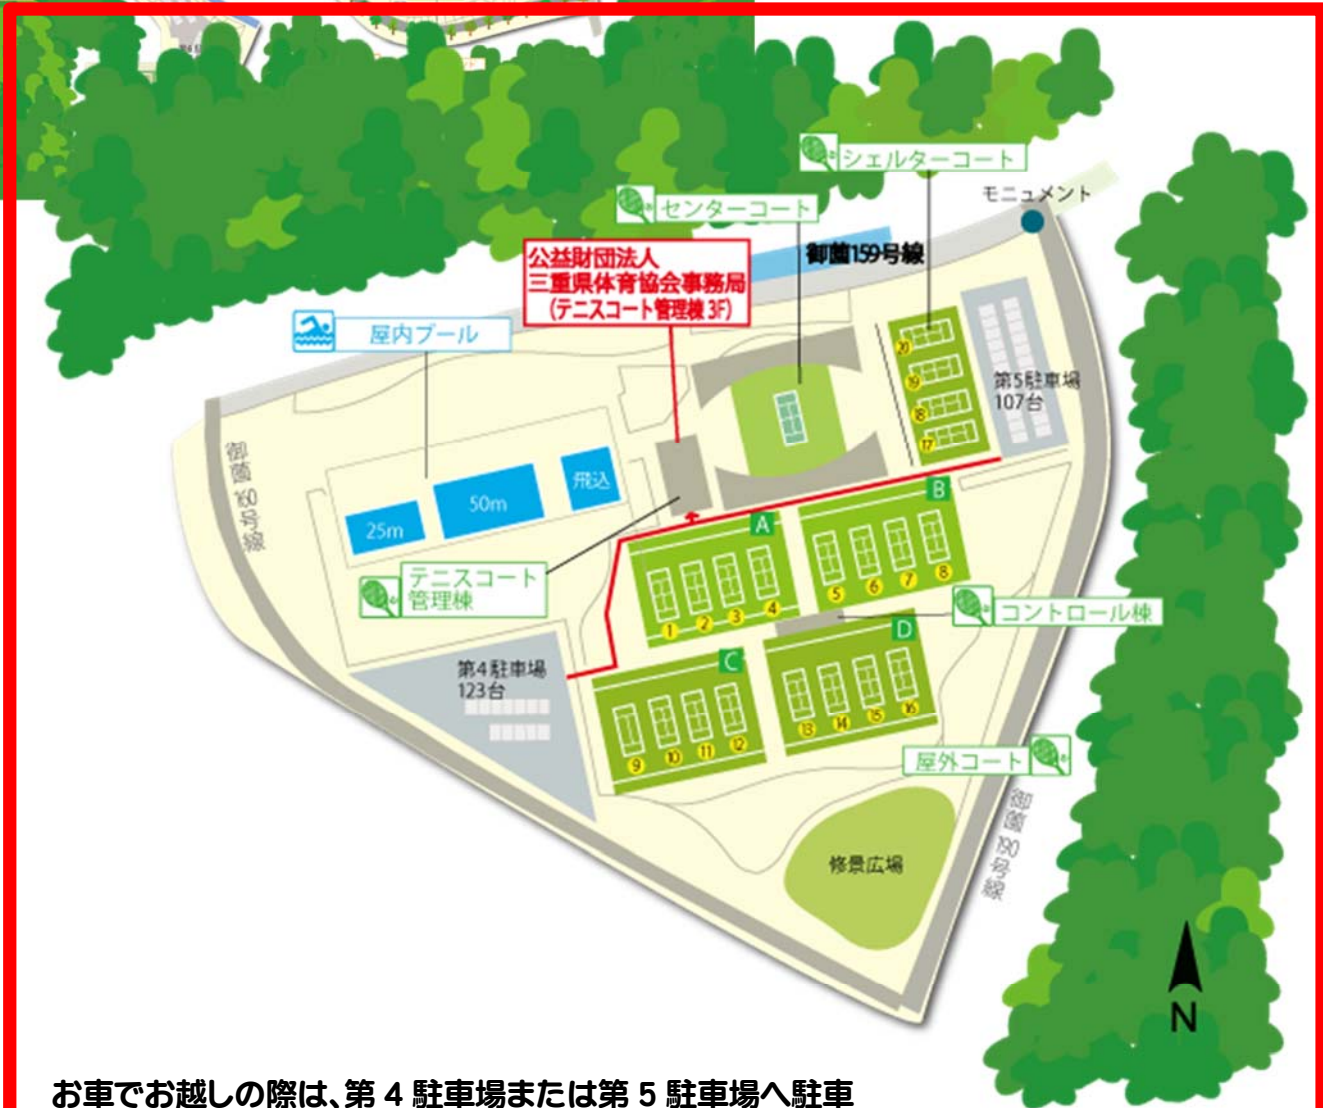 シェルターコート
モニュメント
センターコート
御薗159号線
公益財団法人
三重県体育協会事務局
(テニスコート管理棟 3F)
屋内プール
20
19
18
17
第5駐車場
107台
御薗
号線
飛込
50m
25m
A
B
テニスコート
管理棟
1
2
3
4
5
6
7
8
コントロール棟
C
D
第4駐車場
123台
9
10
11
12
13
14
15
16
屋外コート
御薗190号線
修景広場
N
お車でお越しの際は、第 4 駐車場または第 5 駐車場へ駐車